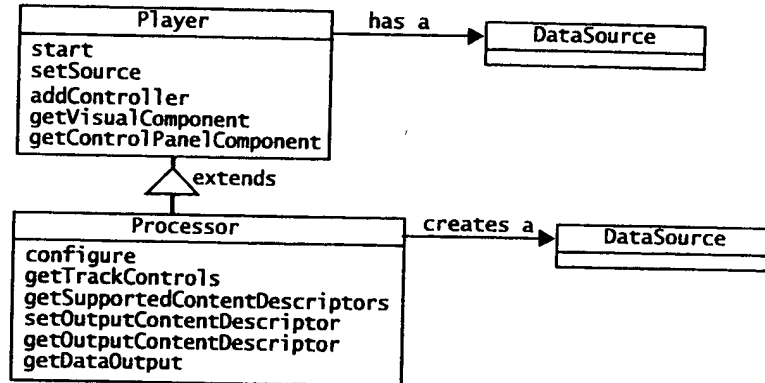 Player
has a
DataSource
start
setSource
addController
getVisualComponent
getControlPanelComponent
extends
Processor
creates a
DataSource
configure
getTrackControls
getSupportedContentDescriptors
setOutputContentDescriptor
getOutputContentDescriptor
getDataOutput